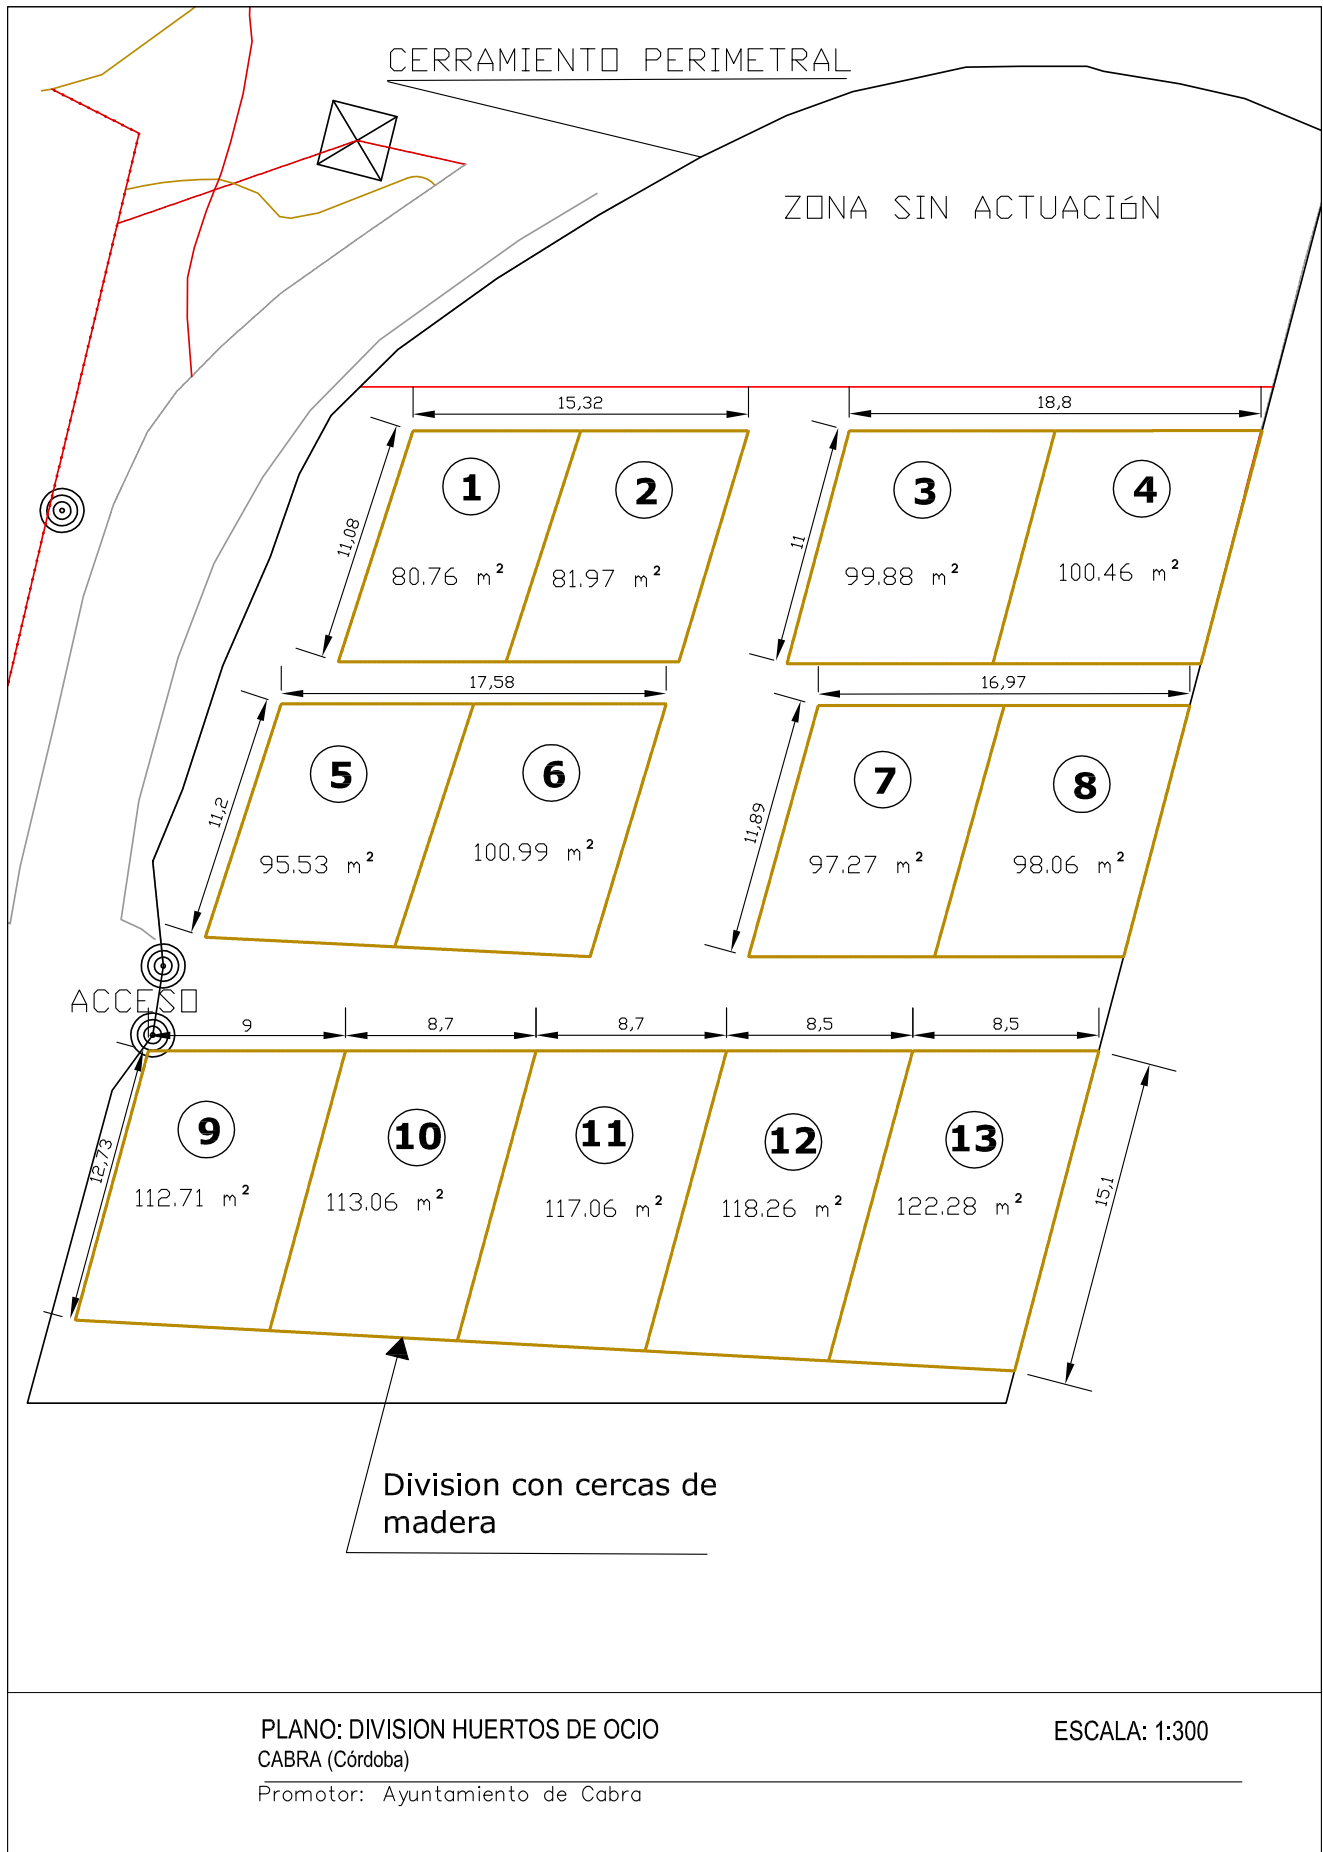 CERRAMIENTO PERIMETRAL
ZONA SIN ACTUACIóN
15,32
18,8
11,08
1
2
80.76 m²
81.97 m²
11
3
4
99.88 m²
100.46 m²
17,58
16,97
11,2
5
6
95.53 m²
100.99 m²
11,89
7
8
97.27 m²
98.06 m²
ACCESO
9
8,7
8,7
8,5
8,5
12,73
9
10
11
12
13
112.71 m²
113.06 m²
117.06 m²
118.26 m²
122.28 m²
15,1
Division con cercas de
madera
PLANO: DIVISION HUERTOS DE OCIO
ESCALA: 1:300
CABRA (Córdoba)
Promotor: Ayuntamiento de Cabra